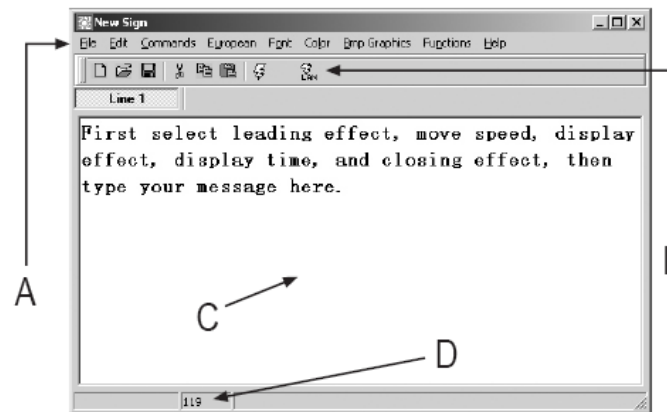 New Sign
File Edit Commands European Font Color Bmp Graphics Functions Help
LAN
Line 1
First select leading effect, move speed, display
effect, display time, and closing effect, then
type your message here.
A
C
D
119